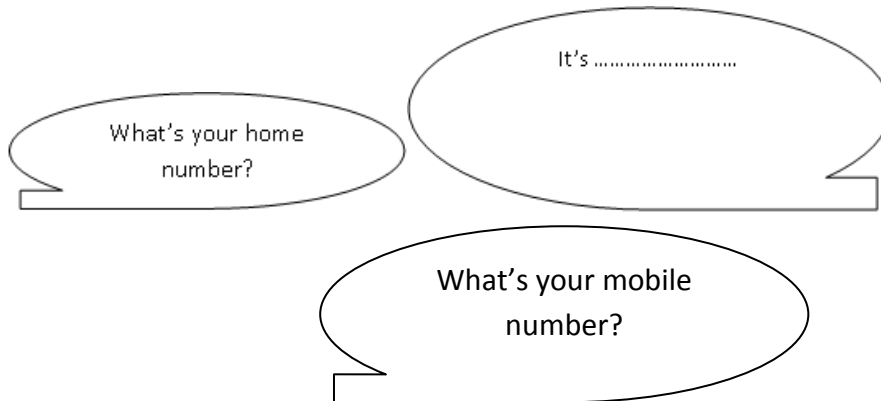 What's your home
number?
It's ………………………
What's your mobile
number?